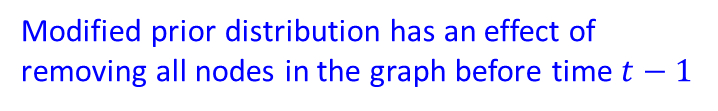 Modified prior distribution has an effect of
removing all nodes in the graph before time t − 1